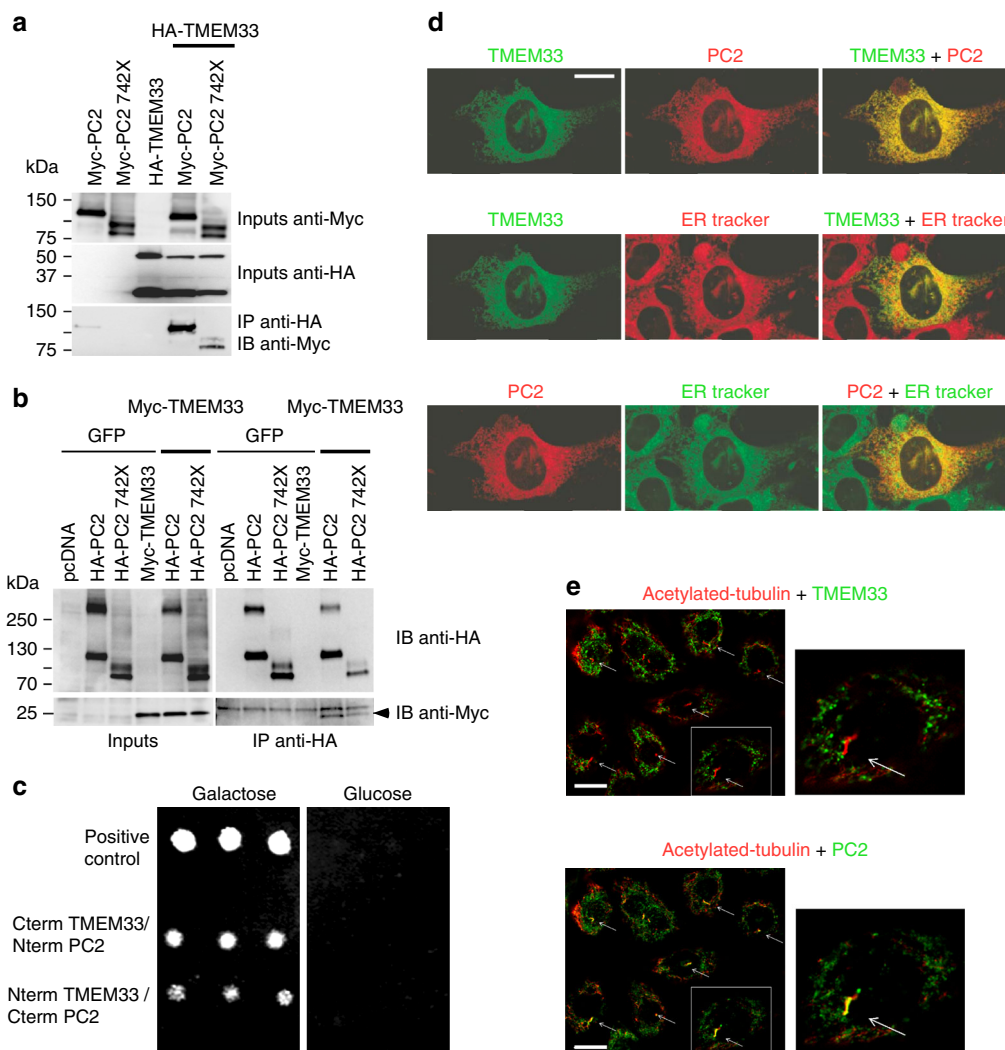 a
HA-TMEM33
Myc-PC2
Myc-PC2 742X
HA-TMEM33
Myc-PC2
Myc-PC2 742X
kDa
150
75
Inputs anti-Myc
50
37
Inputs anti-HA
150
75
IP anti-HA
IB anti-Myc
b
Myc-TMEM33
Myc-TMEM33
GFP
GFP
pcDNA
HA-PC2
HA-PC2 742X
Myc-TMEM33
HA-PC2
HA-PC2 742X
pcDNA
HA-PC2
HA-PC2 742X
Myc-TMEM33
HA-PC2
HA-PC2 742X
kDa
250
130
70
IB anti-HA
25
IB anti-Myc
Inputs
IP anti-HA
c
Galactose
Glucose
Positive
control
Cterm TMEM33/
Nterm PC2
Nterm TMEM33 /
Cterm PC2
d
TMEM33
PC2
TMEM33 + PC2
TMEM33
ER tracker
TMEM33 + ER tracker
PC2
ER tracker
PC2 + ER tracker
e
Acetylated-tubulin + TMEM33
Acetylated-tubulin + PC2